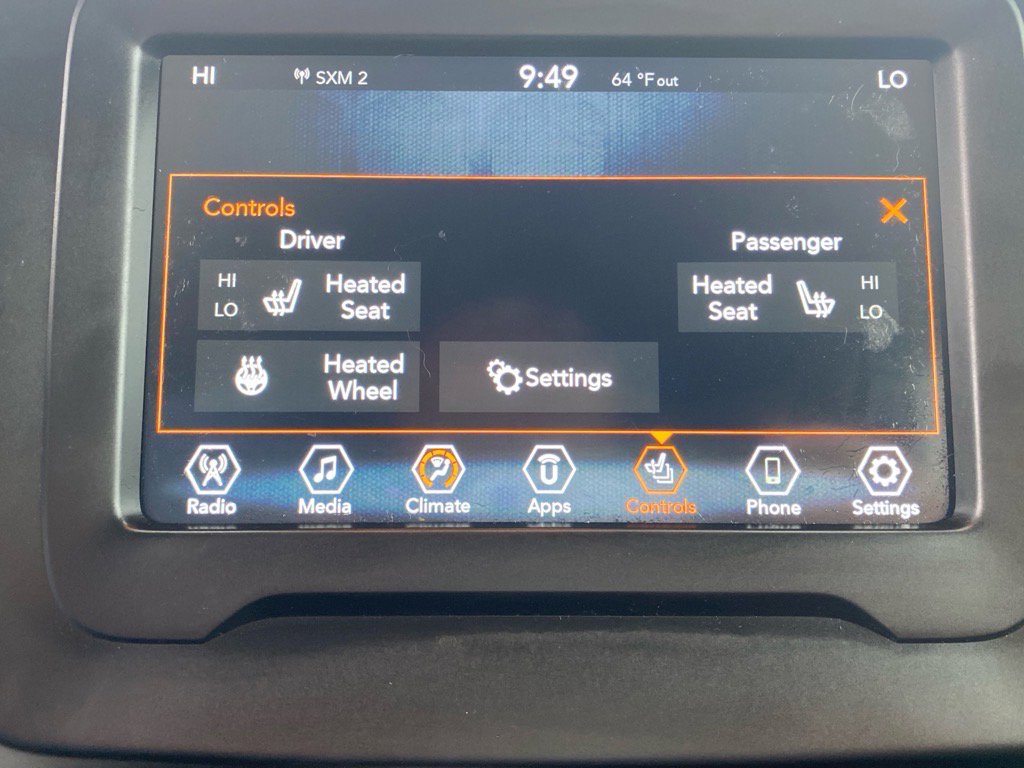 HI SXM 2 9:49 64 °F out LO
Controls
Driver Passenger
HI
LO
Heated
Seat
Heated
Seat
HI
LO
Heated
Wheel
Settings
Radio Media Climate Apps Controls Phone Settings